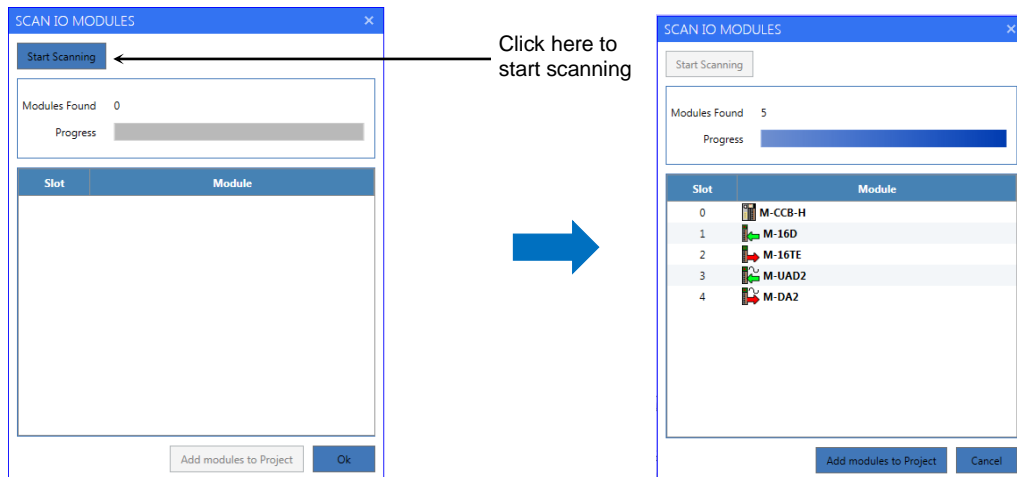 SCAN IO MODULES ×
Start Scanning
Modules Found 0
Progress
Slot Module
Add modules to Project Ok
Click here to
start scanning
SCAN IO MODULES ×
Start Scanning
Modules Found 5
Progress
Slot Module
0 M-CCB-H
1 M-16D
2 M-16TE
3 M-UAD2
4 M-DA2
Add modules to Project Cancel